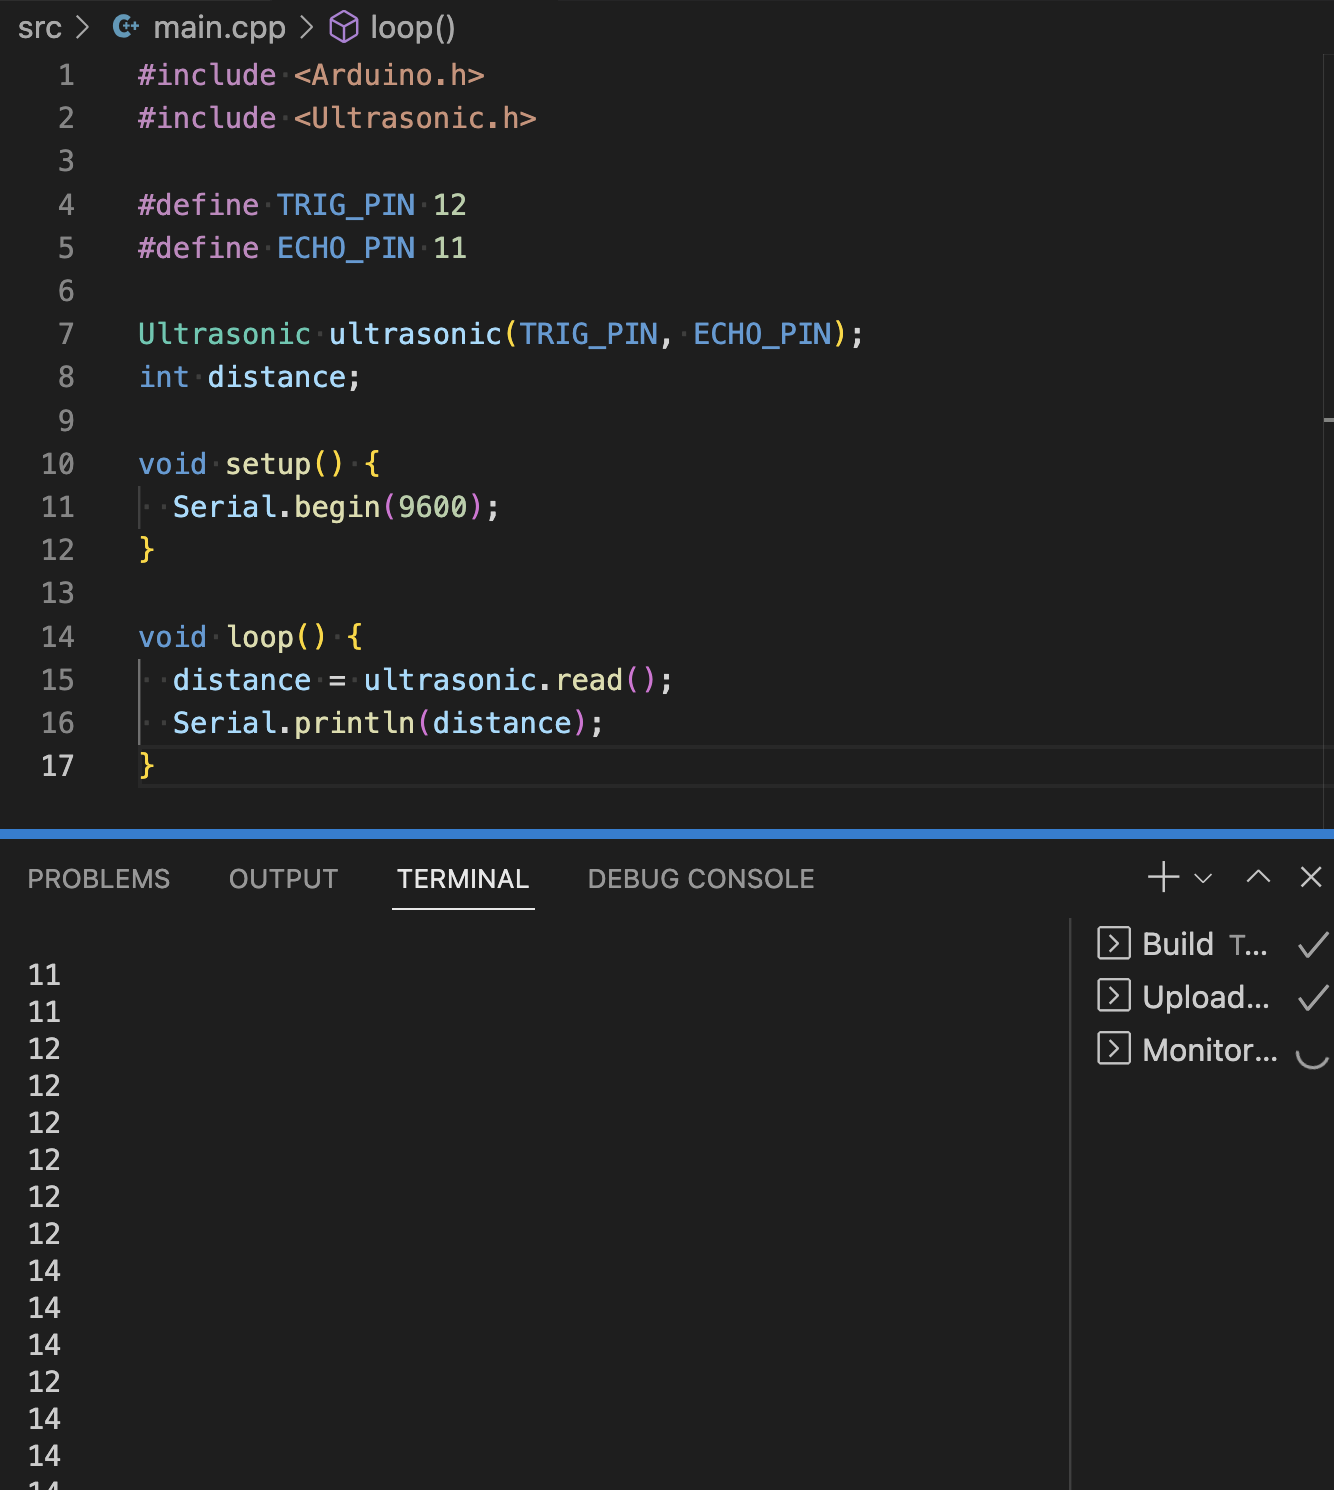 src > main.cpp > loop()
1 #include <Arduino.h>
2 #include <Ultrasonic.h>
3
4 #define TRIG_PIN 12
5 #define ECHO_PIN 11
6
7 Ultrasonic ultrasonic(TRIG_PIN, ECHO_PIN);
8 int distance;
9
10 void setup() {
11   Serial.begin(9600);
12 }
13
14 void loop() {
15   distance = ultrasonic.read();
16   Serial.println(distance);
17 }
PROBLEMS OUTPUT TERMINAL DEBUG CONSOLE
11
11
12
12
12
12
12
12
14
14
14
12
14
14
14
Build T...
Upload...
Monitor...